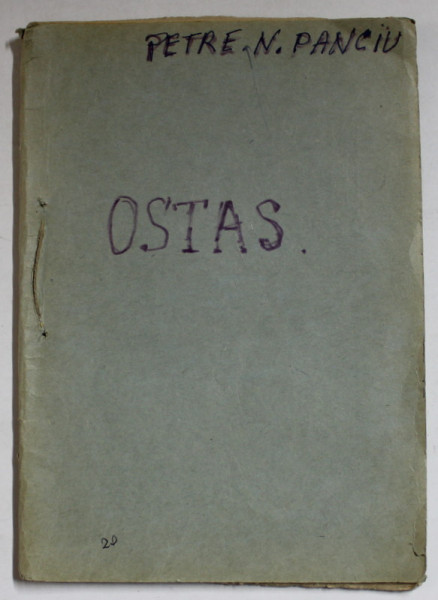 PETRE. N. PANCIU
OSTAS.
20